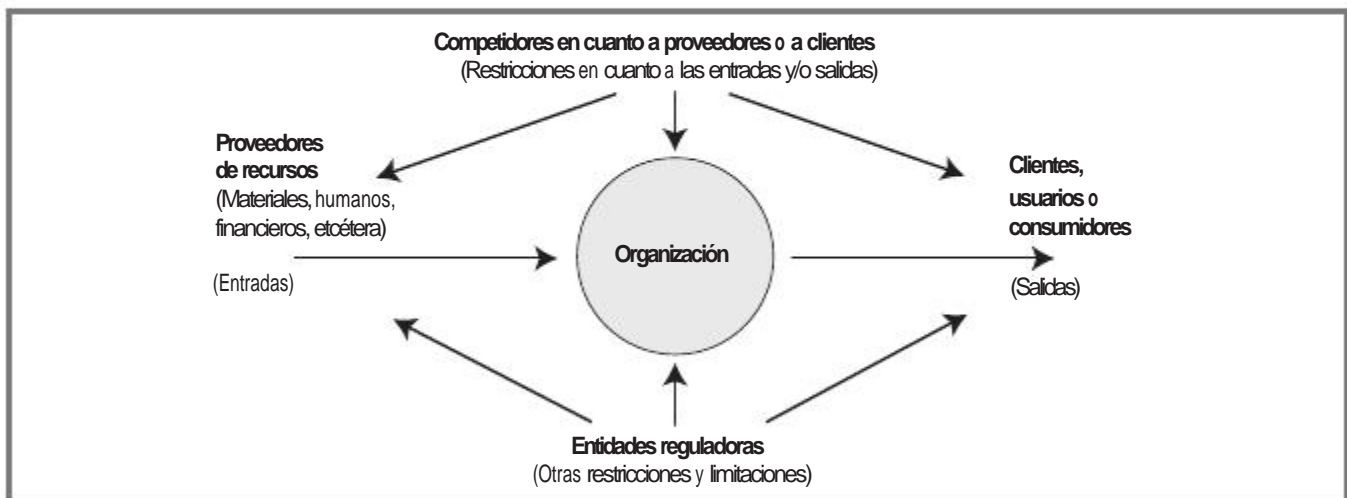 Competidores en cuanto a proveedores o a clientes
(Restricciones en cuanto a las entradas y/o salidas)
Proveedores
de recursos
(Materiales, humanos,
financieros, etcétera)
(Entradas)
Organización
Clientes,
usuarios o
consumidores
(Salidas)
Entidades reguladoras
(Otras restricciones y limitaciones)